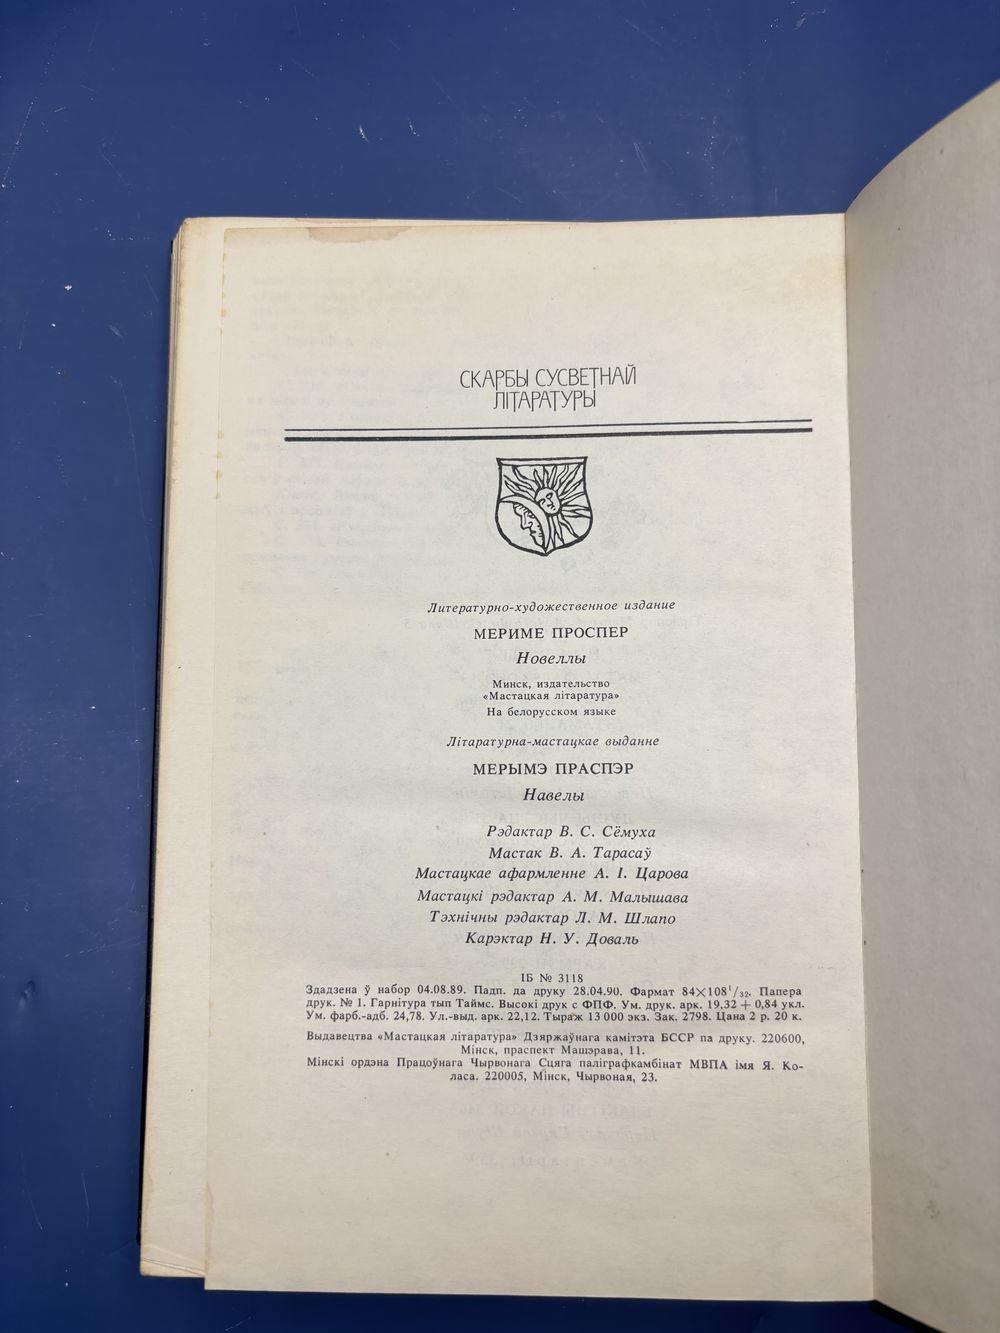 СКАРБЫ СУСВЕТНАЙ
ЛІТАРАТУРЫ
Литературно-художественное издание
МЕРИМЕ ПРОСПЕР
Новеллы
Минск, издательство
«Мастацкая літаратура»
На белорусском языке
Літаратурна-мастацкае выданне
МЕРЫМЭ ПРАСПЭР
Навелы
Рэдактар В. С. Сёмуха
Мастак В. А. Тарасаў
Мастацкае афармленне А. І. Царова
Мастацкі рэдактар А. М. Малышава
Тэхнічны рэдактар Л. М. Шлапо
Карэктар Н. У. Доваль
ІБ № 3118
Здадзена ў набор 04.08.89. Падп. да друку 28.04.90. Фармат 84×108¹/₃₂. Папера
друк. № 1. Гарнітура тып Таймс. Высокі друк с ФПФ. Ум. друк. арк. 19,32 + 0,84 укл.
Ум. фарб.-адб. 24,78. Ул.-выд. арк. 22,12. Тыраж 13 000 экз. Зак. 2798. Цана 2 р. 20 к.
Выдавецтва «Мастацкая літаратура» Дзяржаўнага камітэта БССР па друку. 220600,
Мінск, праспект Машэрава, 11.
Мінскі ордэна Працоўнага Чырвонага Сцяга паліграфкамбінат МВПА імя Я. Ко-
ласа. 220005, Мінск, Чырвоная, 23.